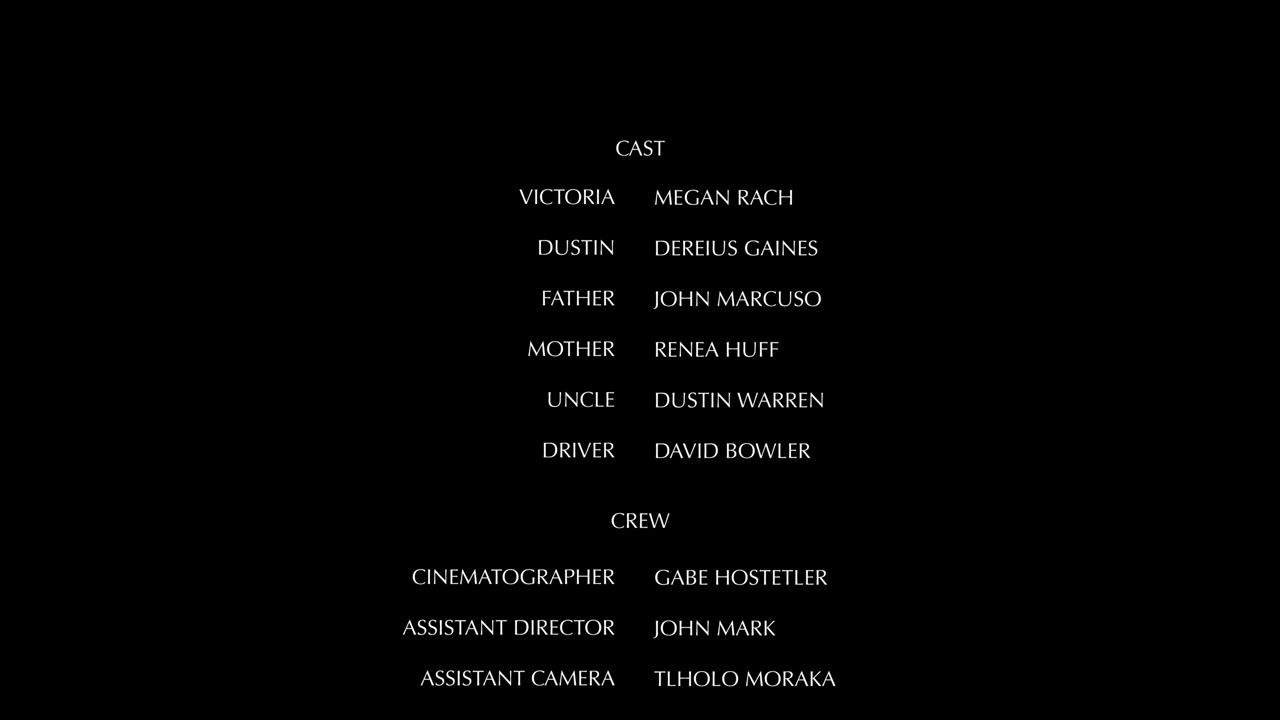 CAST
VICTORIA MEGAN RACH
DUSTIN DEREIUS GAINES
FATHER JOHN MARCUSO
MOTHER RENEA HUFF
UNCLE DUSTIN WARREN
DRIVER DAVID BOWLER
CREW
CINEMATOGRAPHER GABE HOSTETLER
ASSISTANT DIRECTOR JOHN MARK
ASSISTANT CAMERA TLHOLO MORAKA